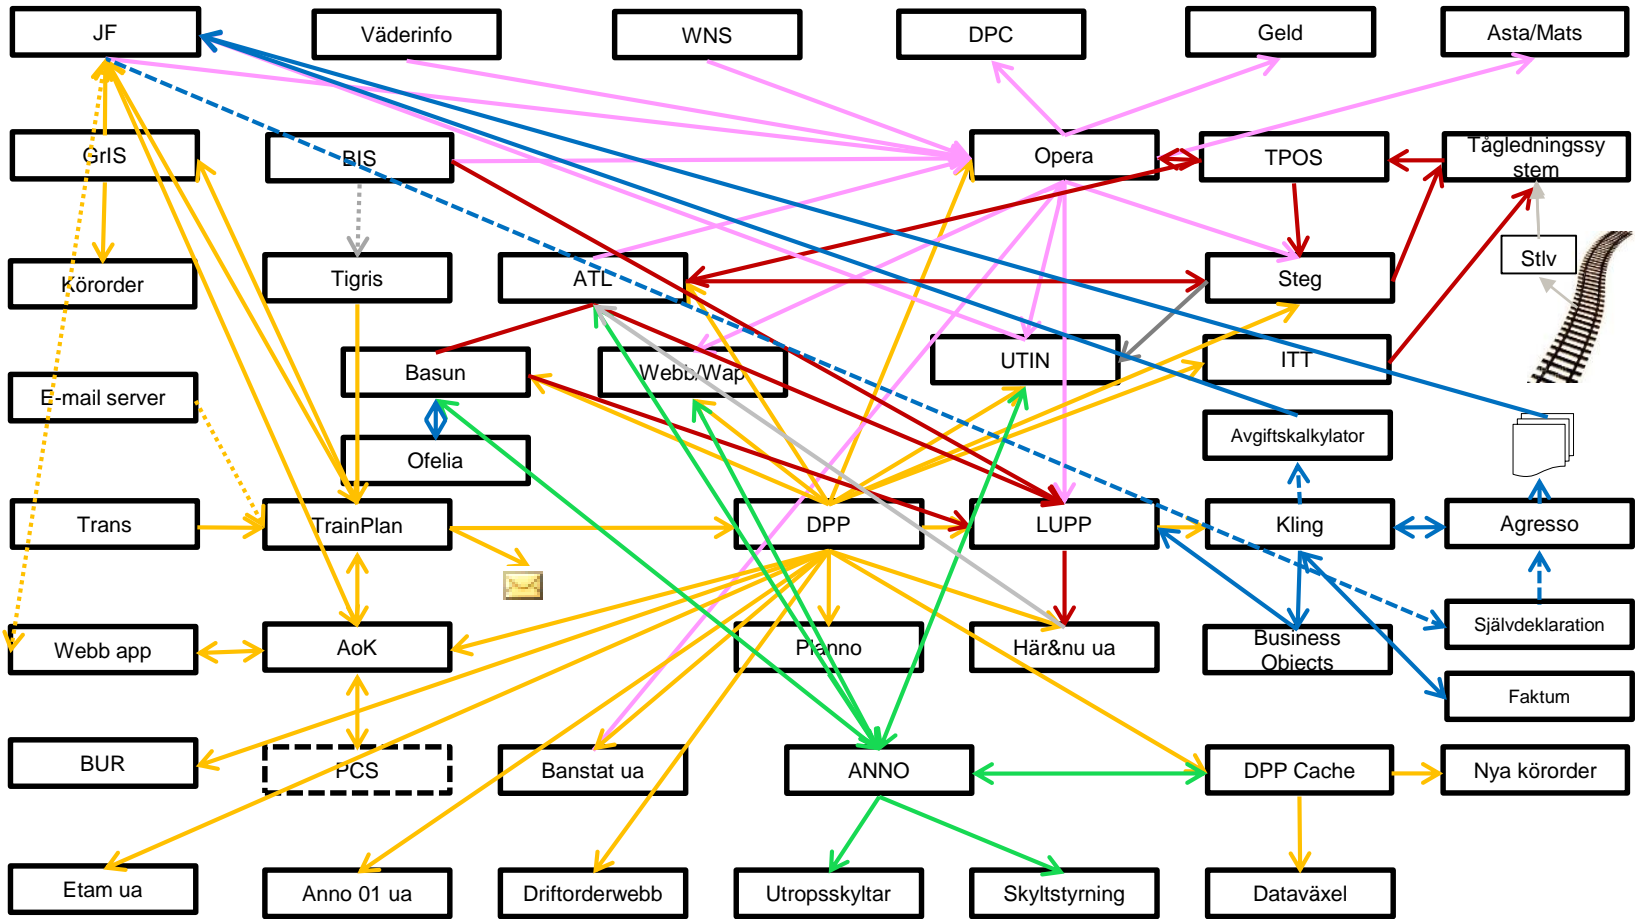 JF
Väderinfo
WNS
DPC
Geld
Asta/Mats
GrIS
BIS
Opera
TPOS
Tågledningssy
stem
Körorder
Tigris
ATL
Steg
Stlv
E-mail server
Basun
Webb/Wap
UTIN
ITT
Ofelia
Avgiftskalkylator
Trans
TrainPlan
DPP
LUPP
Kling
Agresso
Webb app
AoK
Planno
Här&nu ua
Business
Objects
Självdeklaration
Faktum
BUR
PCS
Banstat ua
ANNO
DPP Cache
Nya körorder
Etam ua
Anno 01 ua
Driftorderwebb
Utropsskyltar
Skyltstyrning
Dataväxel